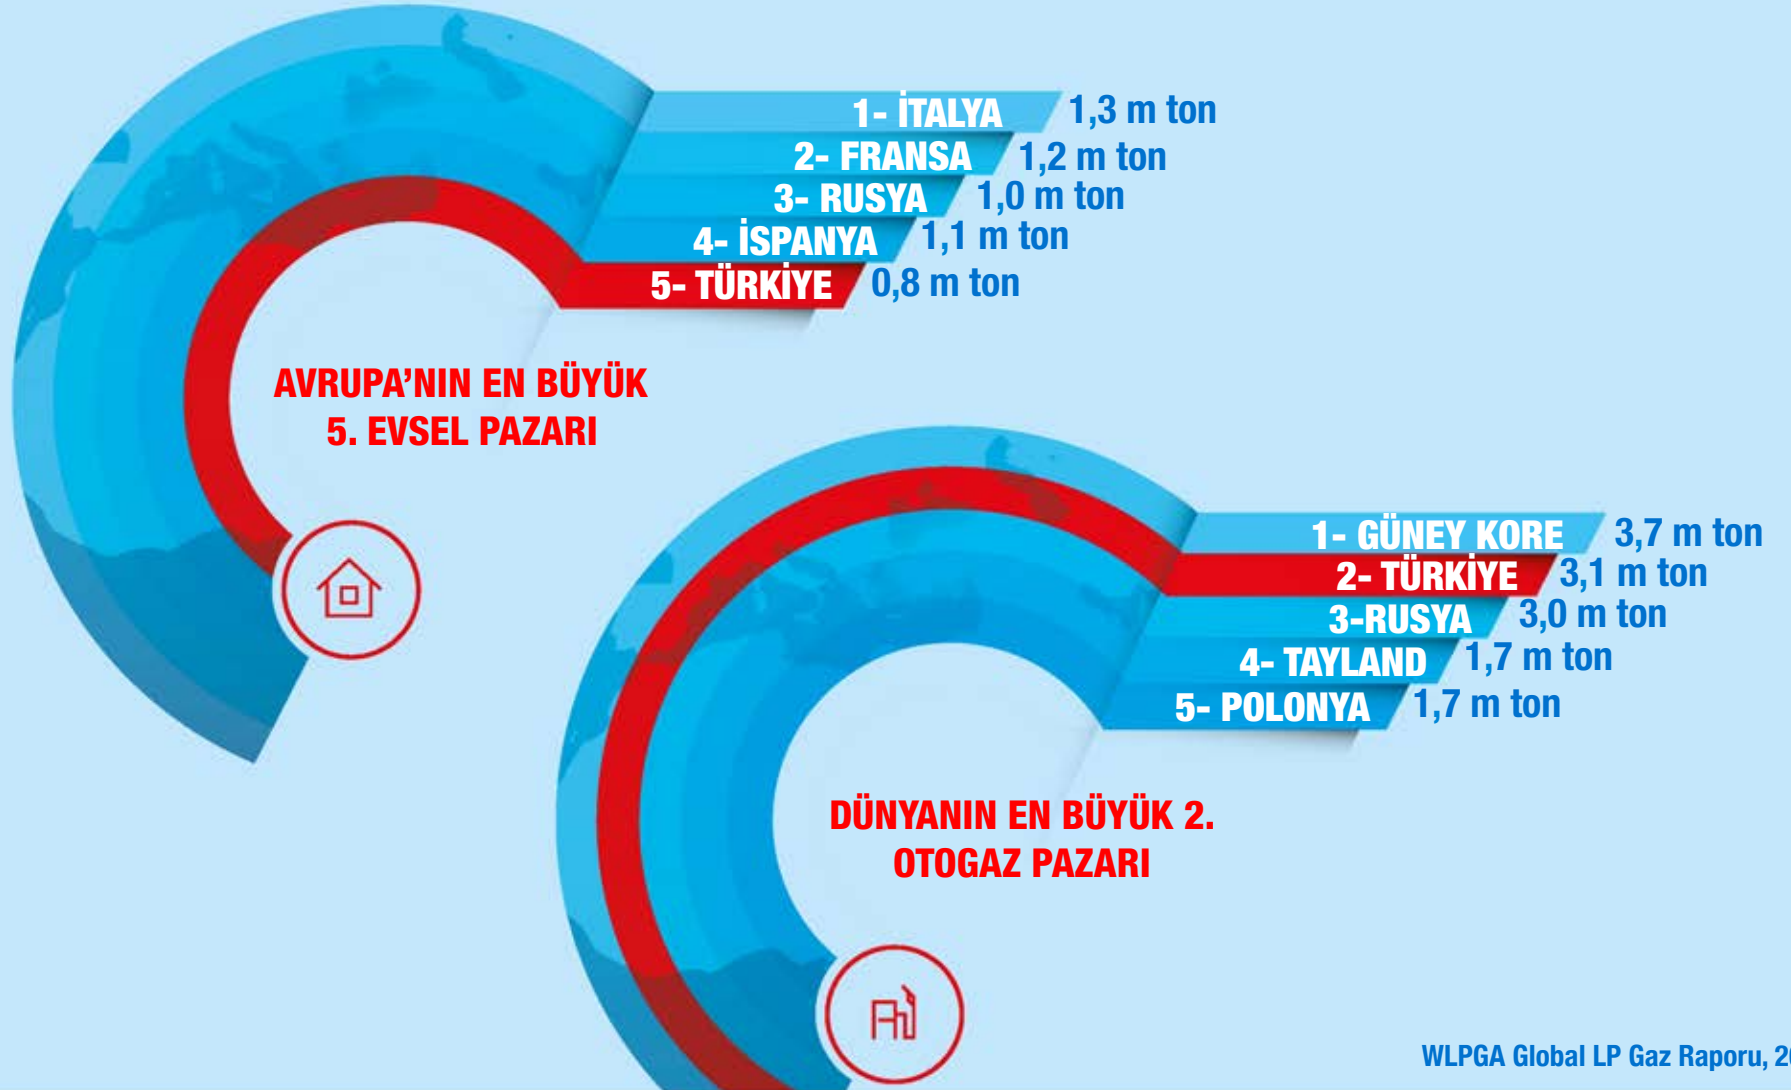 1- İTALYA 1,3 m ton
2- FRANSA 1,2 m ton
3- RUSYA 1,0 m ton
4- İSPANYA 1,1 m ton
5- TÜRKİYE 0,8 m ton
AVRUPA’NIN EN BÜYÜK
5. EVSEL PAZARI
1- GÜNEY KORE 3,7 m ton
2- TÜRKİYE 3,1 m ton
3-RUSYA 3,0 m ton
4- TAYLAND 1,7 m ton
5- POLONYA 1,7 m ton
DÜNYANIN EN BÜYÜK 2.
OTOGAZ PAZARI
WLPGA Global LP Gaz Raporu,